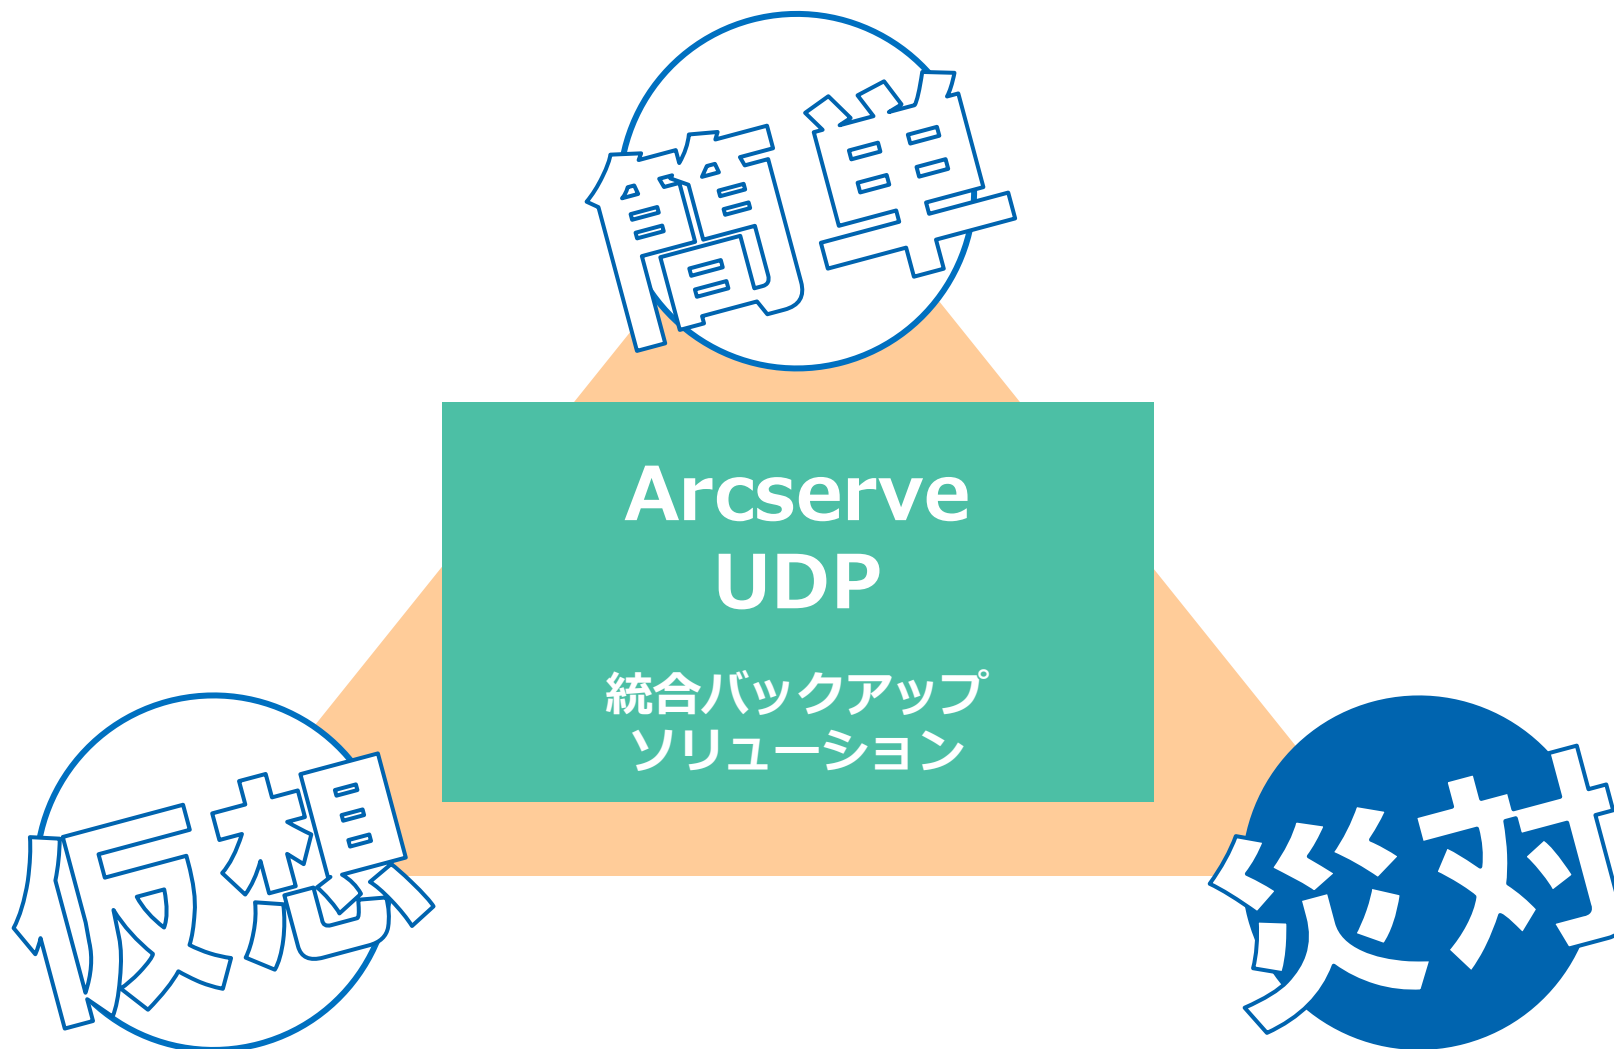 簡単
Arcserve
UDP
統合バックアップ
ソリューション
仮想
災対